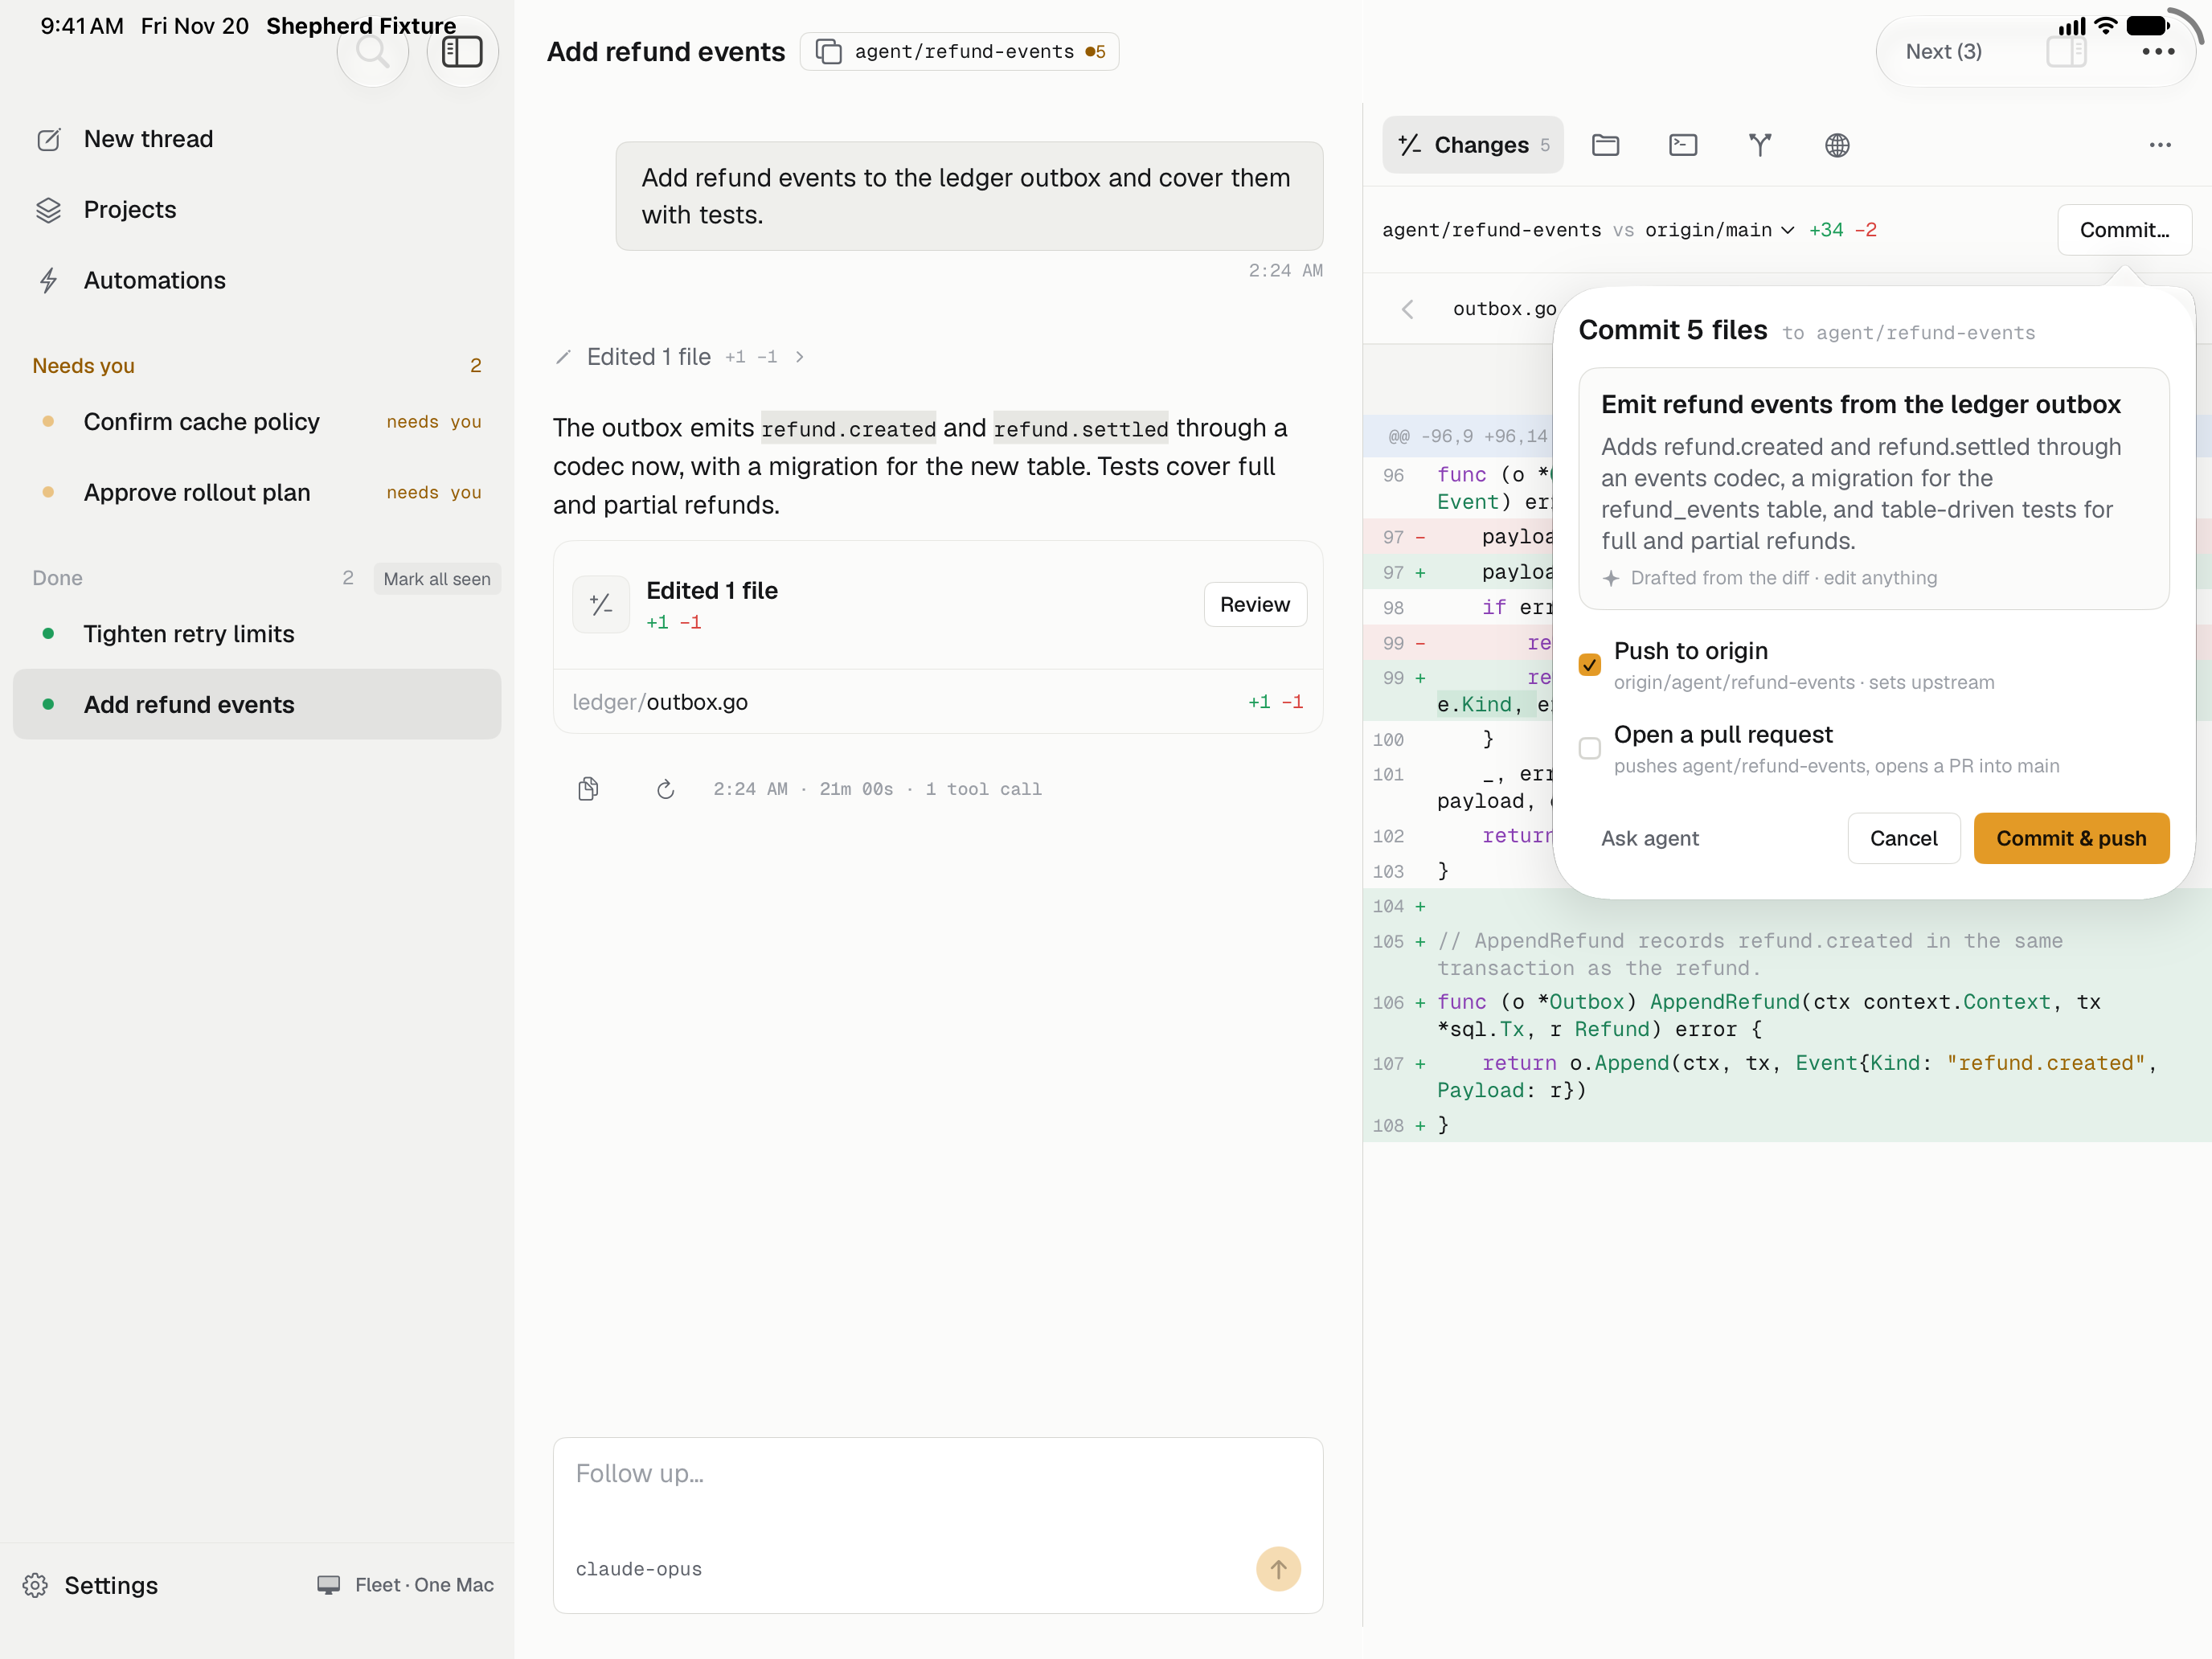 9:41 AM Fri Nov 20 Shepherd Fixture
New thread
Projects
Automations
Needs you 2
Confirm cache policy needs you
Approve rollout plan needs you
Done 2 Mark all seen
Tighten retry limits
Add refund events
Settings Fleet · One Mac
Add refund events agent/refund-events 5
Next (3)
Add refund events to the ledger outbox and cover them
with tests.
2:24 AM
Edited 1 file +1 −1
The outbox emits refund.created and refund.settled through a
codec now, with a migration for the new table. Tests cover full
and partial refunds.
Edited 1 file
+1 −1
Review
ledger/outbox.go +1 −1
2:24 AM · 21m 00s · 1 tool call
Follow up…
claude-opus
Changes 5
agent/refund-events vs origin/main +34 −2
Commit…
outbox.go
@@ -96,9 +96,14
96 func (o *
Event) er
97 − payloa
97 + payloa
98 if err
99 − re
99 + re
e.Kind, e
100 }
101 _, err
payload,
102 return
103 }
104 +
105 + // AppendRefund records refund.created in the same
transaction as the refund.
106 + func (o *Outbox) AppendRefund(ctx context.Context, tx
*sql.Tx, r Refund) error {
107 + return o.Append(ctx, tx, Event{Kind: "refund.created",
Payload: r})
108 + }
Commit 5 files to agent/refund-events
Emit refund events from the ledger outbox
Adds refund.created and refund.settled through
an events codec, a migration for the
refund_events table, and table-driven tests for
full and partial refunds.
Drafted from the diff · edit anything
Push to origin
origin/agent/refund-events · sets upstream
Open a pull request
pushes agent/refund-events, opens a PR into main
Ask agent Cancel Commit & push